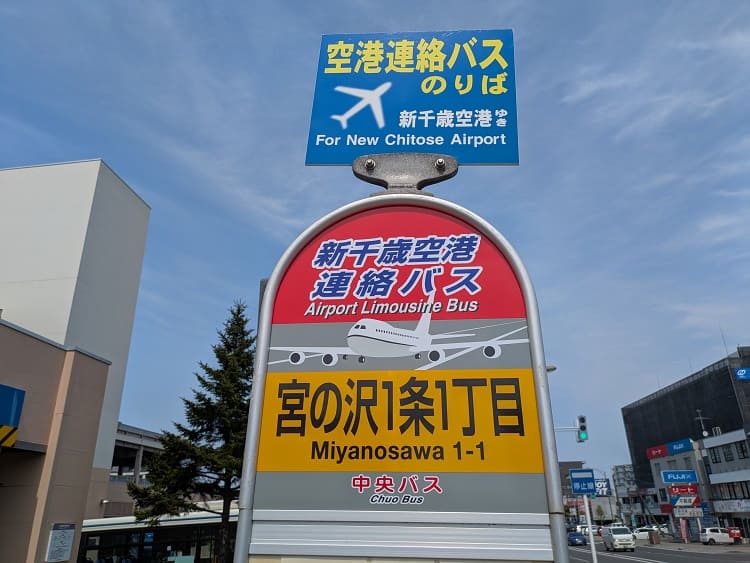 空港連絡バス
のりば
新千歳空港ゆき
For New Chitose Airport
新千歳空港
連絡バス
Airport Limousine Bus
宮の沢1条1丁目
Miyanosawa 1-1
中央バス
Chuo Bus
停止線